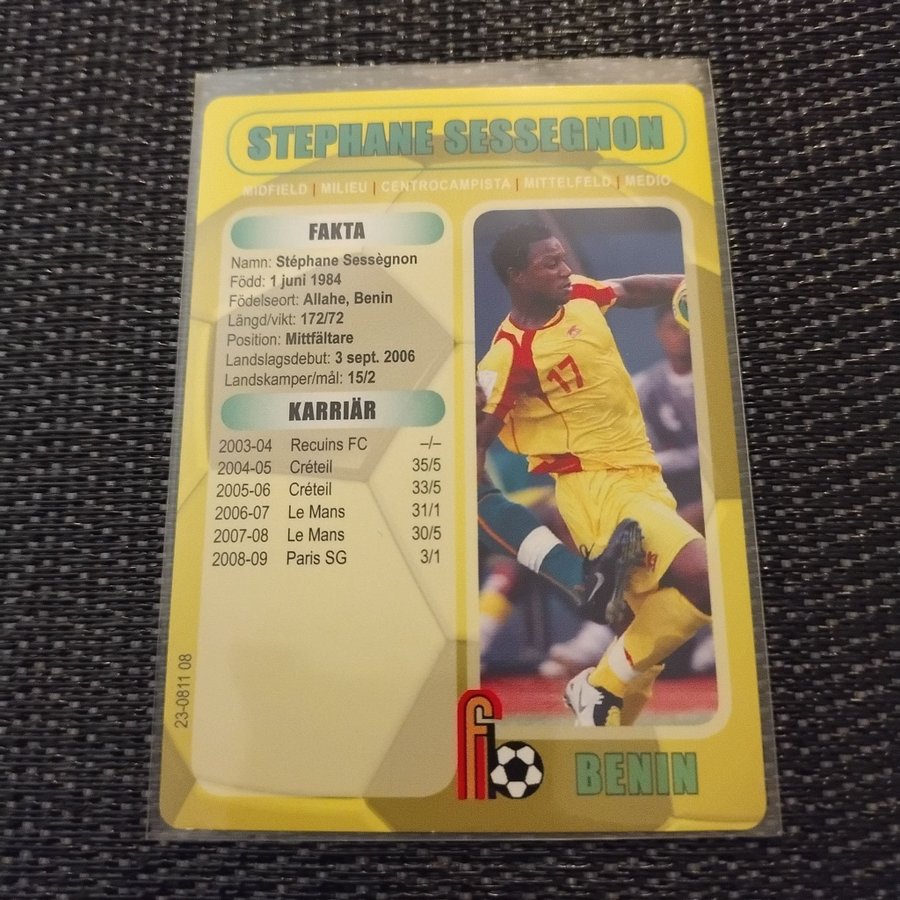 STEPHANE SESSEGNON
MIDFIELD | MILIEU | CENTROCAMPISTA | MITTELFELD | MEDIO
FAKTA
Namn: Stéphane Sessègnon
Född: 1 juni 1984
Födelseort: Allahe, Benin
Längd/vikt: 172/72
Position: Mittfältare
Landslagsdebut: 3 sept. 2006
Landskamper/mål: 15/2
KARRIÄR
2003-04 Recuins FC –/–
2004-05 Créteil 35/5
2005-06 Créteil 33/5
2006-07 Le Mans 31/1
2007-08 Le Mans 30/5
2008-09 Paris SG 3/1
23-0811 08
17
BENIN